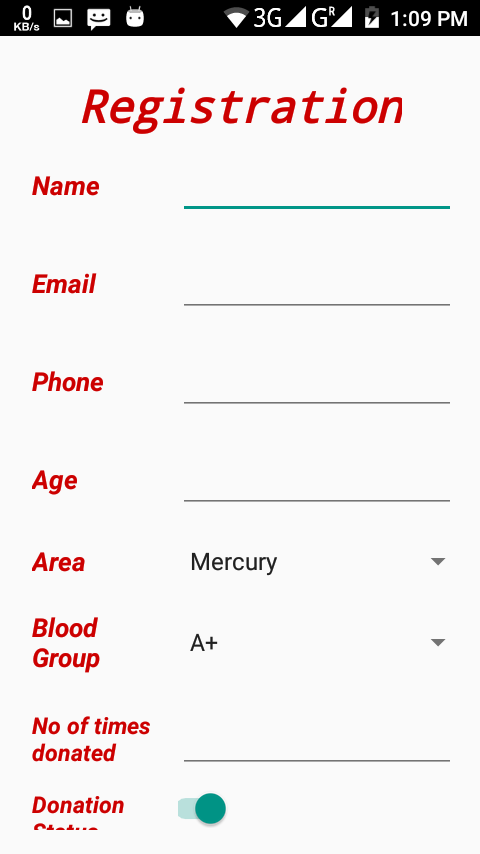 0
KB/s
3G
G R
1:09 PM
Registration
Name
Email
Phone
Age
Area
Mercury
Blood
Group
A+
No of times
donated
Donation
Status